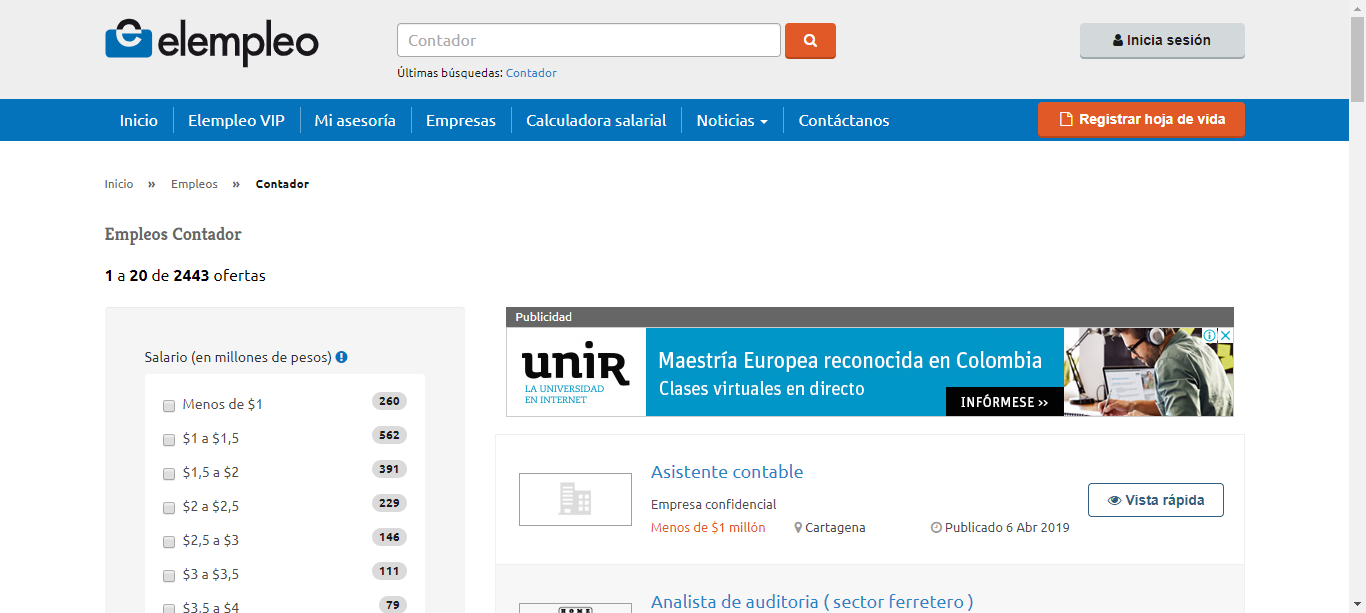 elempleo
Contador
Inicia sesión
Últimas búsquedas: Contador
Inicio
Elempleo VIP
Mi asesoría
Empresas
Calculadora salarial
Noticias
Contáctanos
Registrar hoja de vida
Inicio » Empleos » Contador
Empleos Contador
1 a 20 de 2443 ofertas
Salario (en millones de pesos)
Menos de $1 260
$1 a $1,5 562
$1,5 a $2 391
$2 a $2,5 229
$2,5 a $3 146
$3 a $3,5 111
$3,5 a $4 79
Publicidad
unir
LA UNIVERSIDAD
EN INTERNET
Maestría Europea reconocida en Colombia
Clases virtuales en directo
INFÓRMESE >>
Asistente contable
Empresa confidencial
Menos de $1 millón
Cartagena
Publicado 6 Abr 2019
Vista rápida
Analista de auditoria ( sector ferretero )
HOME